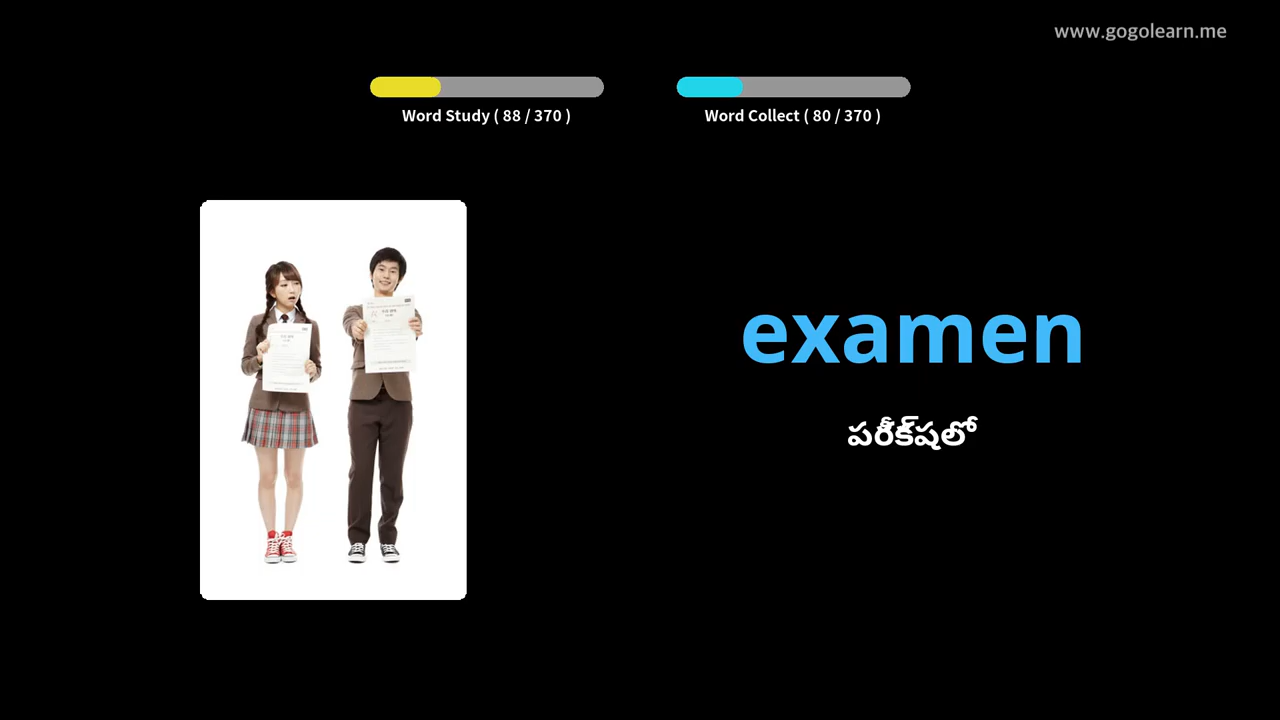 www.gogolearn.me
Word Study ( 88 / 370 )
Word Collect ( 80 / 370 )
examen
పరీక్షలో